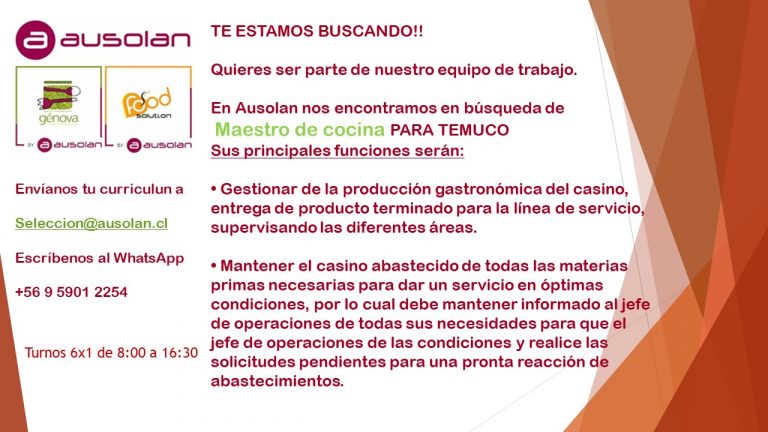 ausolan
génova
BY ausolan
Food
solution
BY ausolan
Envíanos tu curriculun a
Seleccion@ausolan.cl
Escríbenos al WhatsApp
+56 9 5901 2254
Turnos 6x1 de 8:00 a 16:30
TE ESTAMOS BUSCANDO!!
Quieres ser parte de nuestro equipo de trabajo.
En Ausolan nos encontramos en búsqueda de
Maestro de cocina PARA TEMUCO
Sus principales funciones serán:
• Gestionar de la producción gastronómica del casino,
entrega de producto terminado para la línea de servicio,
supervisando las diferentes áreas.
• Mantener el casino abastecido de todas las materias
primas necesarias para dar un servicio en óptimas
condiciones, por lo cual debe mantener informado al jefe
de operaciones de todas sus necesidades para que el
jefe de operaciones de las condiciones y realice las
solicitudes pendientes para una pronta reacción de
abastecimientos.